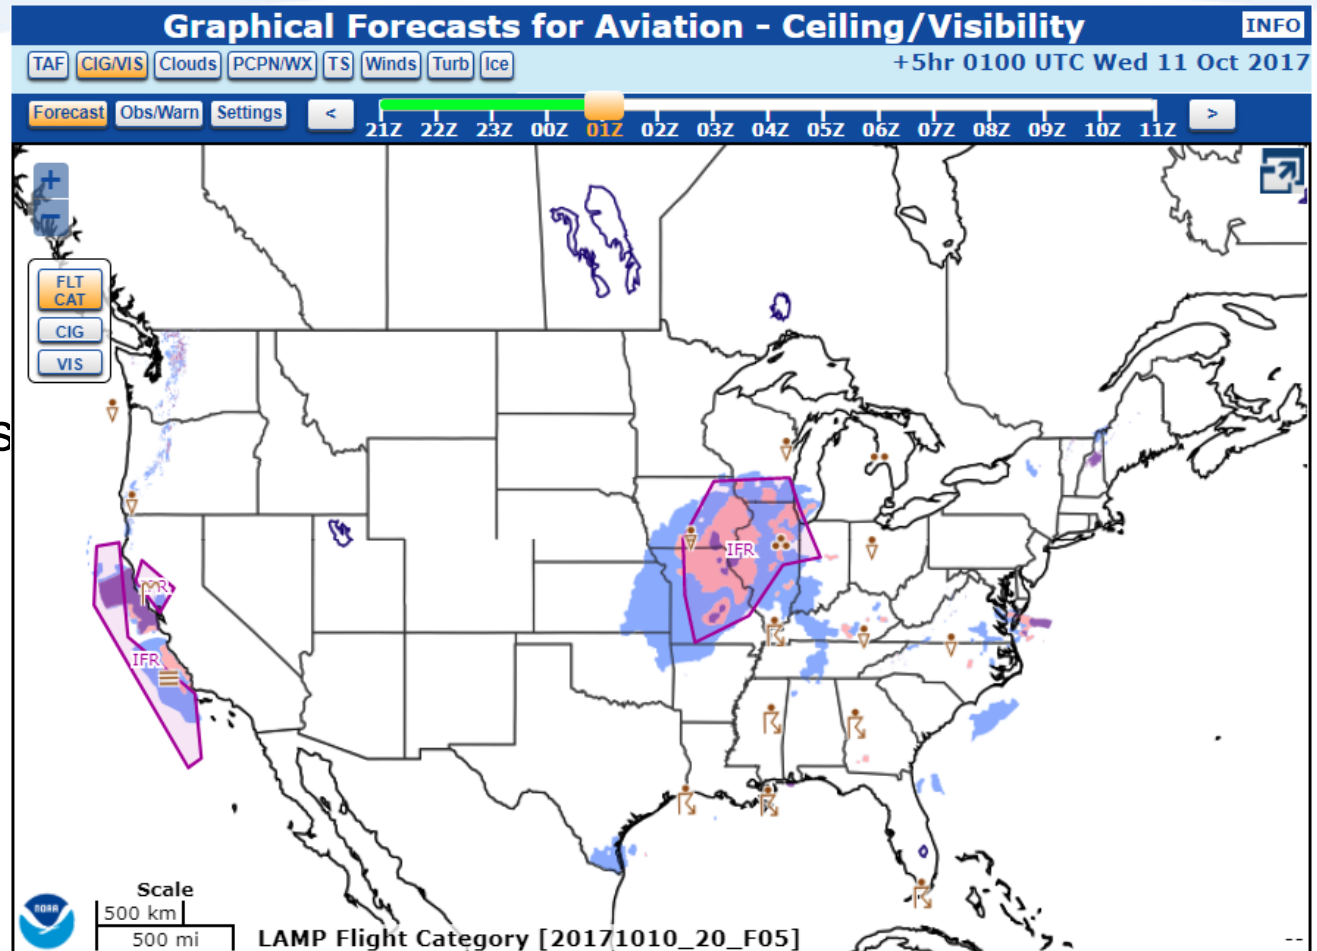 Graphical Forecasts for Aviation - Ceiling/Visibility INFO
TAF CIG/VIS Clouds PCPN/WX TS Winds Turb Ice +5hr 0100 UTC Wed 11 Oct 2017
Forecast Obs/Warn Settings < >
21Z 22Z 23Z 00Z 01Z 02Z 03Z 04Z 05Z 06Z 07Z 08Z 09Z 10Z 11Z
+
−
FLT
CAT
CIG
VIS
s
IFR
IFR
Scale
500 km
500 mi
NOAA
LAMP Flight Category [20171010_20_F05] --